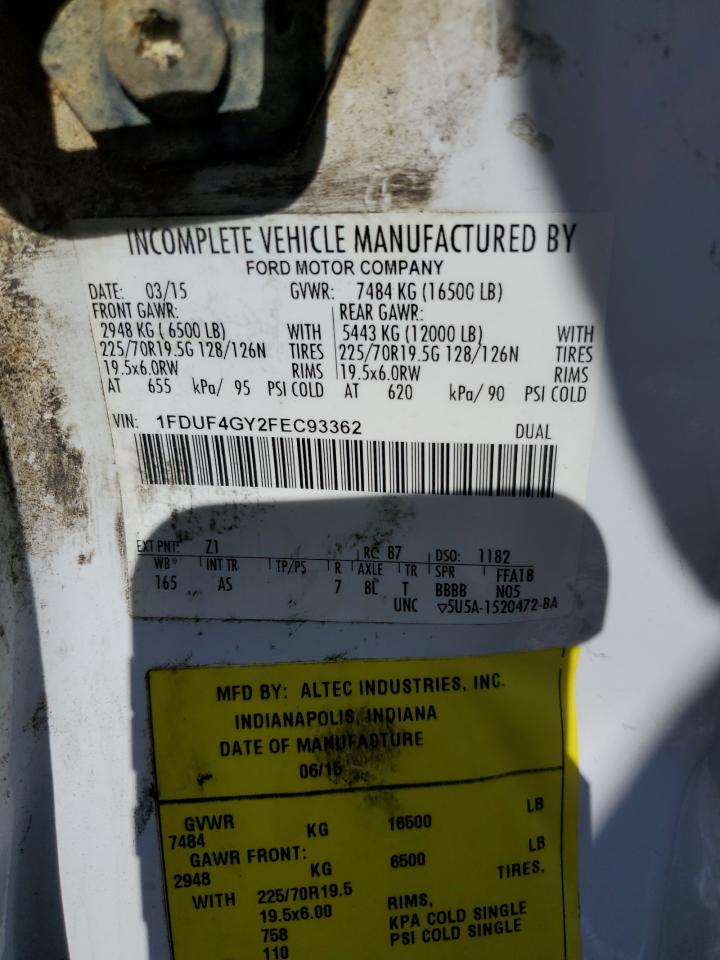 INCOMPLETE VEHICLE MANUFACTURED BY
FORD MOTOR COMPANY
DATE: 03/15 GVWR: 7484 KG (16500 LB)
FRONT GAWR: REAR GAWR:
2948 KG ( 6500 LB) WITH 5443 KG (12000 LB) WITH
225/70R19.5G 128/126N TIRES 225/70R19.5G 128/126N TIRES
19.5x6.0RW RIMS 19.5x6.0RW RIMS
AT 655 kPa/ 95 PSI COLD AT 620 kPa/ 90 PSI COLD
VIN: 1FDUF4GY2FEC93362 DUAL
EXT PNT: Z1 RC: 87 DSO: 1182
WB INT TR TP/PS R AXLE TR SPR FFA18
165 AS 7 8L T BBBB N05
UNC ▽5U5A-1520472-BA
MFD BY: ALTEC INDUSTRIES, INC.
INDIANAPOLIS, INDIANA
DATE OF MANUFACTURE
06/15
GVWR
7484 KG 16500 LB
GAWR FRONT:
2948 KG 6500 LB
WITH 225/70R19.5 TIRES,
19.5x6.00 RIMS,
758 KPA COLD SINGLE
110 PSI COLD SINGLE